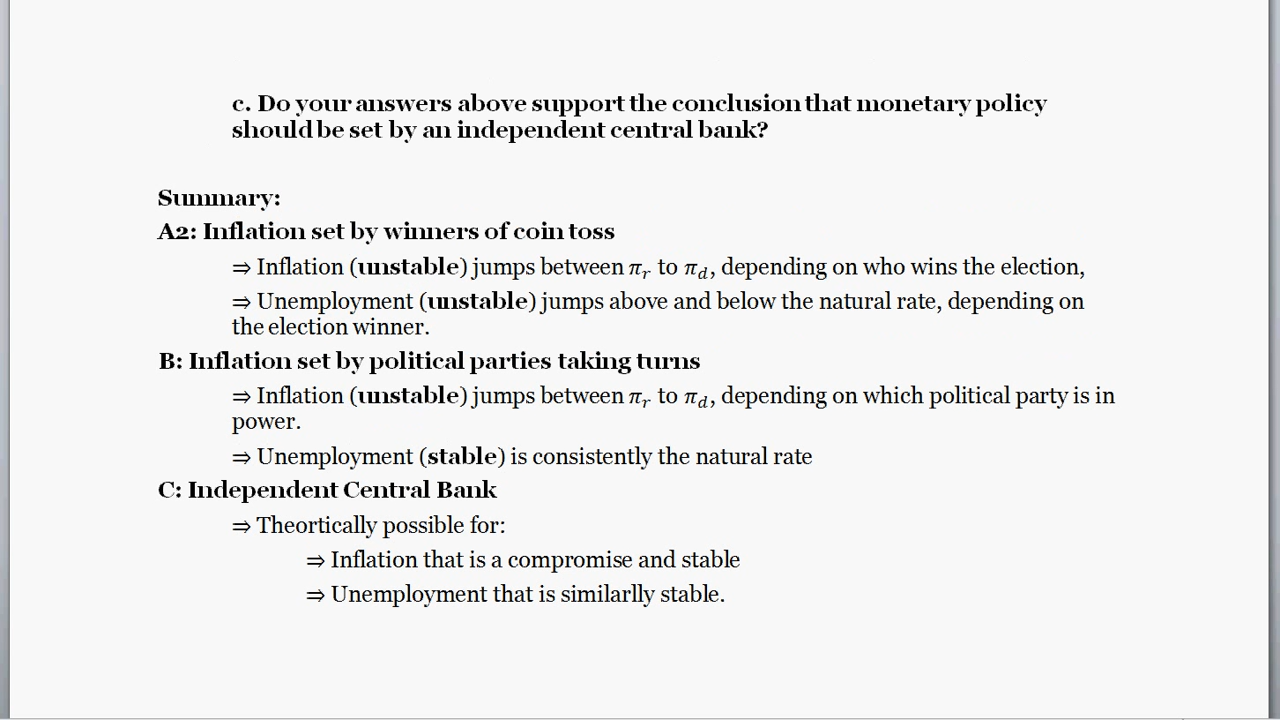 c. Do your answers above support the conclusion that monetary policy
should be set by an independent central bank?
Summary:
A2: Inflation set by winners of coin toss
⇒ Inflation (unstable) jumps between π_r to π_d, depending on who wins the election,
⇒ Unemployment (unstable) jumps above and below the natural rate, depending on
the election winner.
B: Inflation set by political parties taking turns
⇒ Inflation (unstable) jumps between π_r to π_d, depending on which political party is in
power.
⇒ Unemployment (stable) is consistently the natural rate
C: Independent Central Bank
⇒ Theortically possible for:
⇒ Inflation that is a compromise and stable
⇒ Unemployment that is similarlly stable.